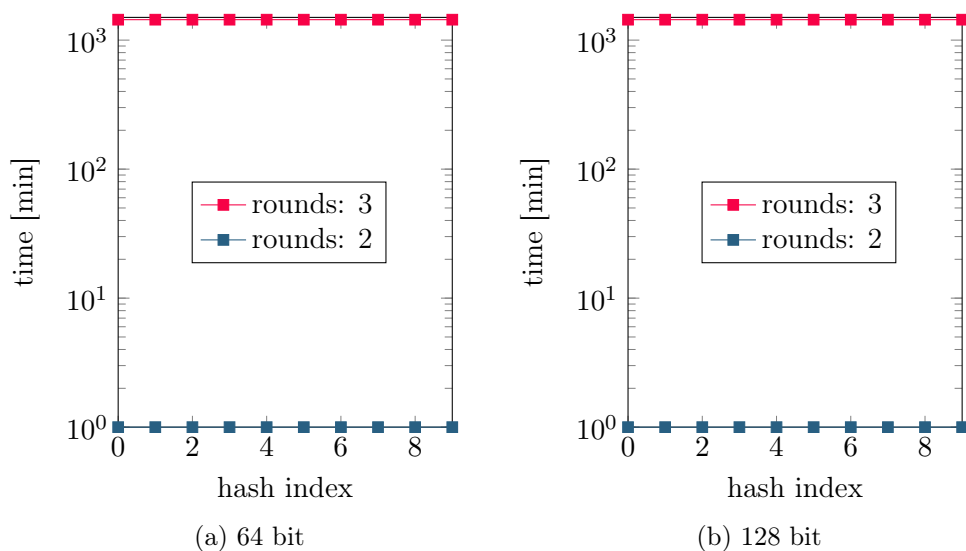 10^3
10^2
10^1
10^0
time [min]
rounds: 3
rounds: 2
0 2 4 6 8
hash index
(a) 64 bit
10^3
10^2
10^1
10^0
time [min]
rounds: 3
rounds: 2
0 2 4 6 8
hash index
(b) 128 bit